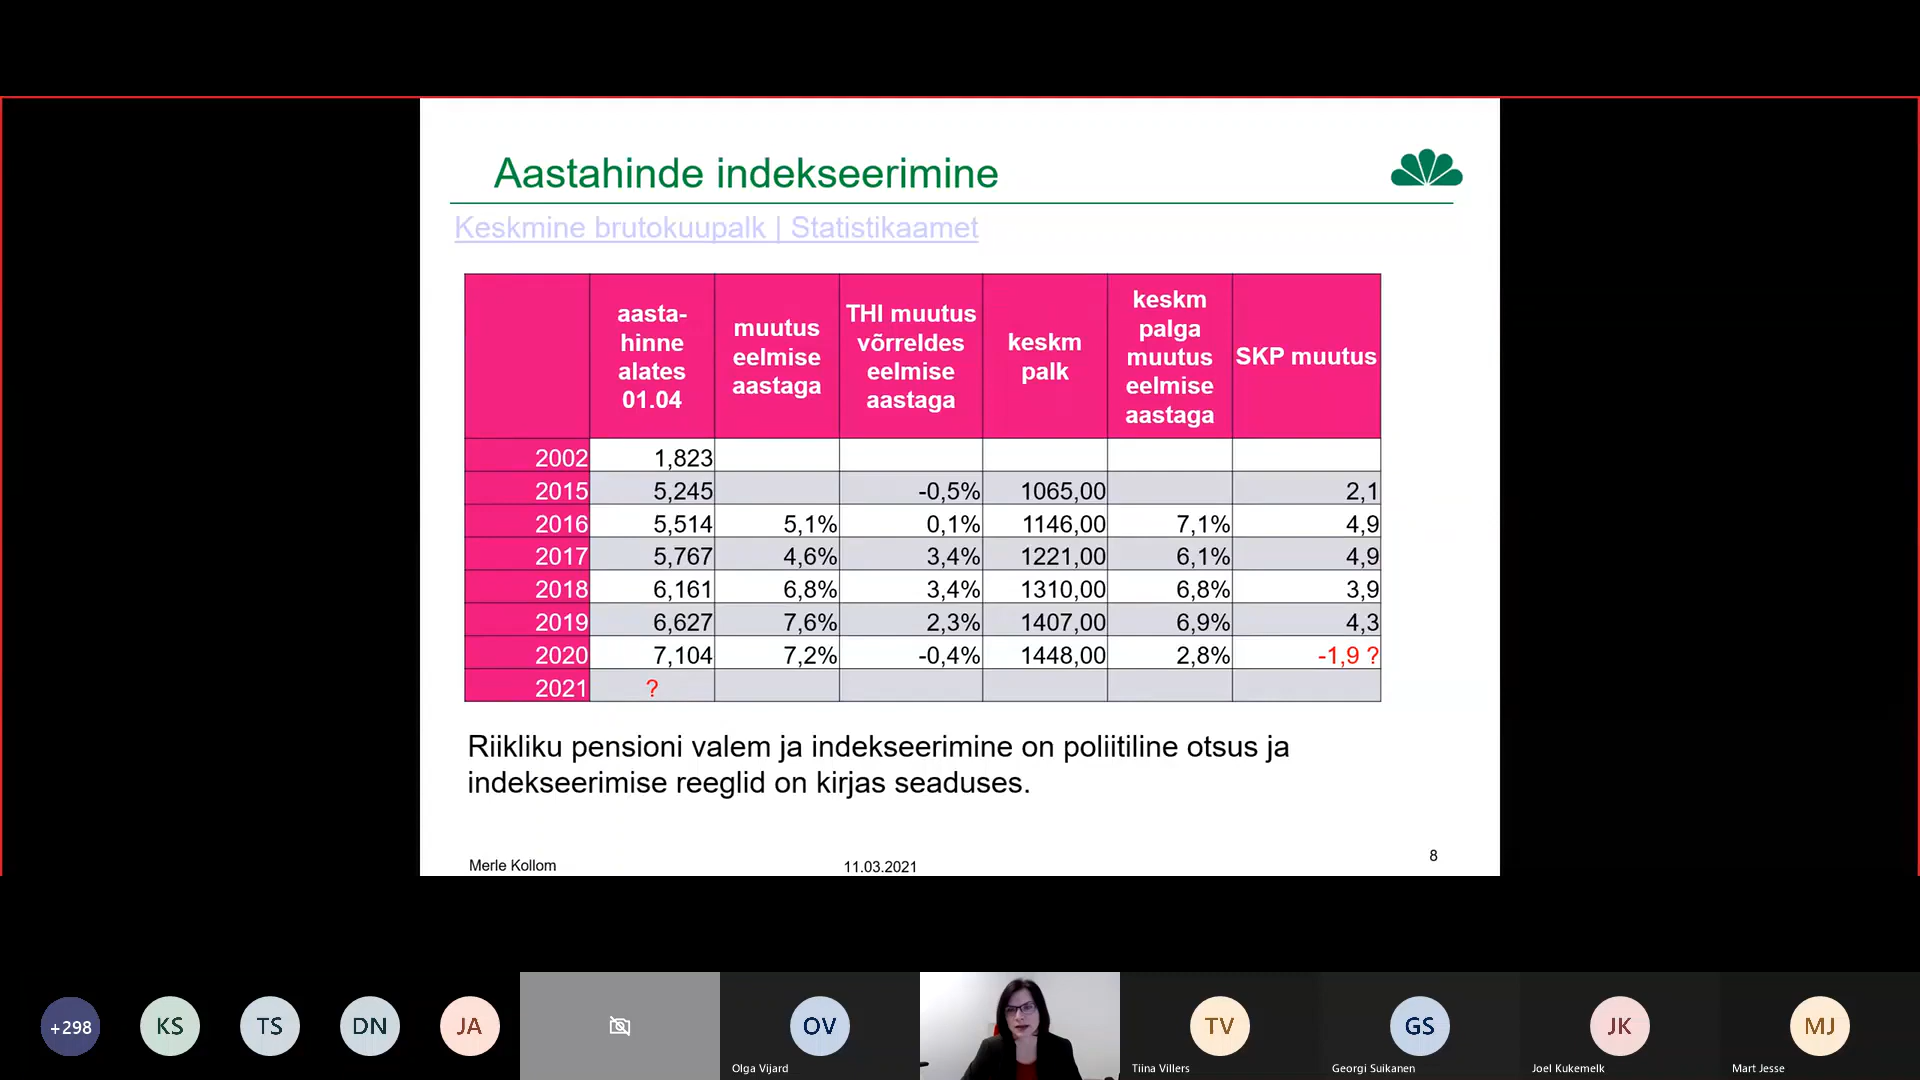 Aastahinde indekseerimine
Keskmine brutokuupalk | Statistikaamet
aasta-
hinne
alates
01.04
muutus
eelmise
aastaga
THI muutus
võrreldes
eelmise
aastaga
keskm
palk
keskm
palga
muutus
eelmise
aastaga
SKP muutus
2002 1,823
2015 5,245 -0,5% 1065,00 2,1
2016 5,514 5,1% 0,1% 1146,00 7,1% 4,9
2017 5,767 4,6% 3,4% 1221,00 6,1% 4,9
2018 6,161 6,8% 3,4% 1310,00 6,8% 3,9
2019 6,627 7,6% 2,3% 1407,00 6,9% 4,3
2020 7,104 7,2% -0,4% 1448,00 2,8% -1,9 ?
2021 ?
Riikliku pensioni valem ja indekseerimine on poliitiline otsus ja
indekseerimise reeglid on kirjas seaduses.
Merle Kollom 11.03.2021 8
+298 KS TS DN JA OV TV GS JK MJ
Olga Vijard Tiina Villers Georgi Suikanen Joel Kukemelk Mart Jesse